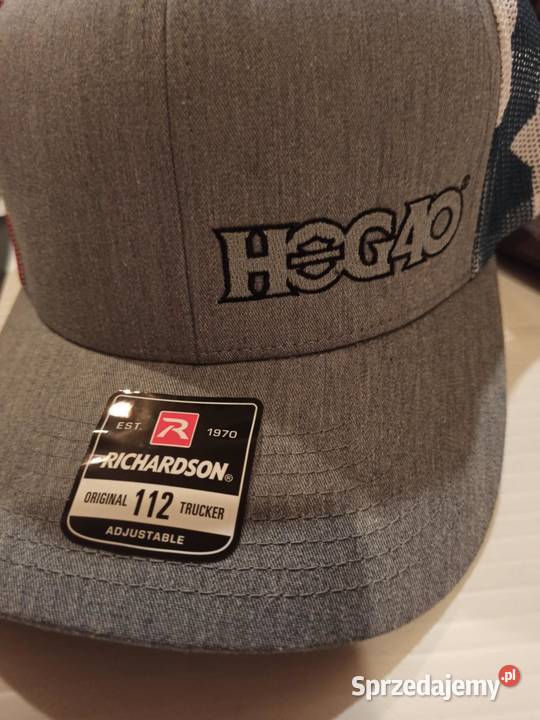 HOG40
EST. R 1970
RICHARDSON®
ORIGINAL 112 TRUCKER
ADJUSTABLE
Sprzedajemy.pl